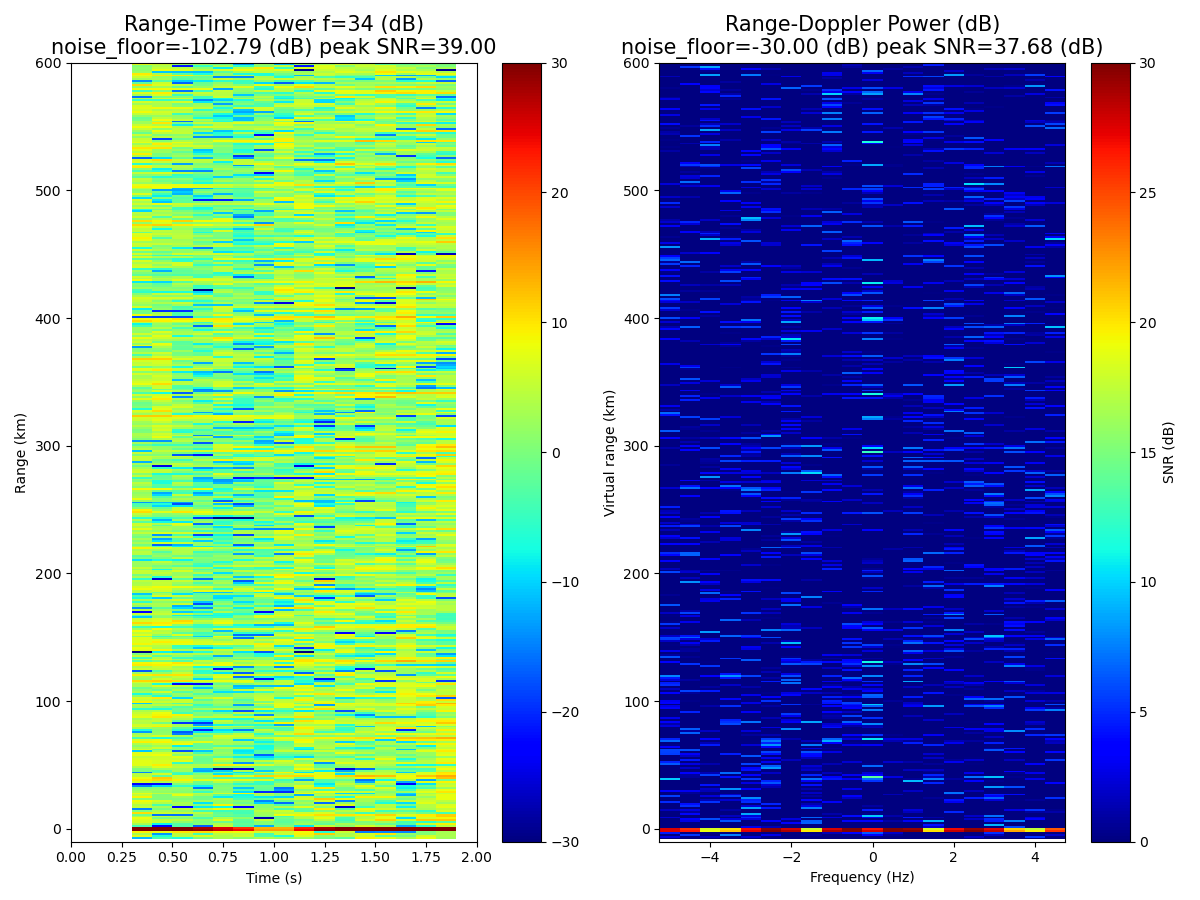 Range-Time Power f=34 (dB)
noise_floor=-102.79 (dB) peak SNR=39.00
600
500
400
300
200
100
0
Range (km)
0.00 0.25 0.50 0.75 1.00 1.25 1.50 1.75 2.00
Time (s)
30
20
10
0
−10
−20
−30
Range-Doppler Power (dB)
noise_floor=-30.00 (dB) peak SNR=37.68 (dB)
600
500
400
300
200
100
0
Virtual range (km)
−4 −2 0 2 4
Frequency (Hz)
30
25
20
15
10
5
0
SNR (dB)